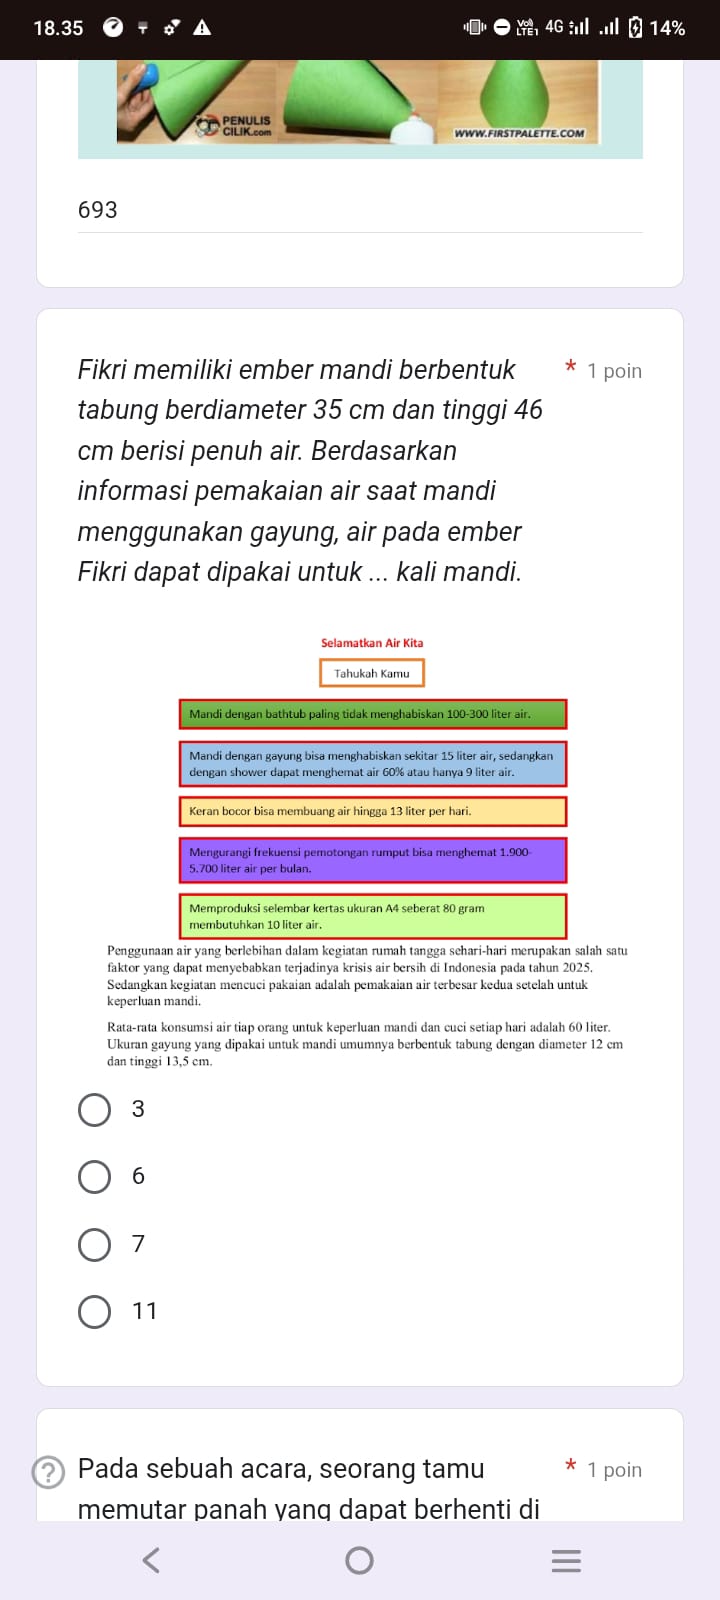 18.35
Vo)) LTE1 4G 14%
PENULIS
CILIK.com
WWW.FIRSTPALETTE.COM
693
Fikri memiliki ember mandi berbentuk * 1 poin
tabung berdiameter 35 cm dan tinggi 46
cm berisi penuh air. Berdasarkan
informasi pemakaian air saat mandi
menggunakan gayung, air pada ember
Fikri dapat dipakai untuk ... kali mandi.
Selamatkan Air Kita
Tahukah Kamu
Mandi dengan bathtub paling tidak menghabiskan 100-300 liter air.
Mandi dengan gayung bisa menghabiskan sekitar 15 liter air, sedangkan
dengan shower dapat menghemat air 60% atau hanya 9 liter air.
Keran bocor bisa membuang air hingga 13 liter per hari.
Mengurangi frekuensi pemotongan rumput bisa menghemat 1.900-
5.700 liter air per bulan.
Memproduksi selembar kertas ukuran A4 seberat 80 gram
membutuhkan 10 liter air.
Penggunaan air yang berlebihan dalam kegiatan rumah tangga sehari-hari merupakan salah satu
faktor yang dapat menyebabkan terjadinya krisis air bersih di Indonesia pada tahun 2025.
Sedangkan kegiatan mencuci pakaian adalah pemakaian air terbesar kedua setelah untuk
keperluan mandi.
Rata-rata konsumsi air tiap orang untuk keperluan mandi dan cuci setiap hari adalah 60 liter.
Ukuran gayung yang dipakai untuk mandi umumnya berbentuk tabung dengan diameter 12 cm
dan tinggi 13,5 cm.
3
6
7
11
Pada sebuah acara, seorang tamu * 1 poin
memutar panah yang dapat berhenti di